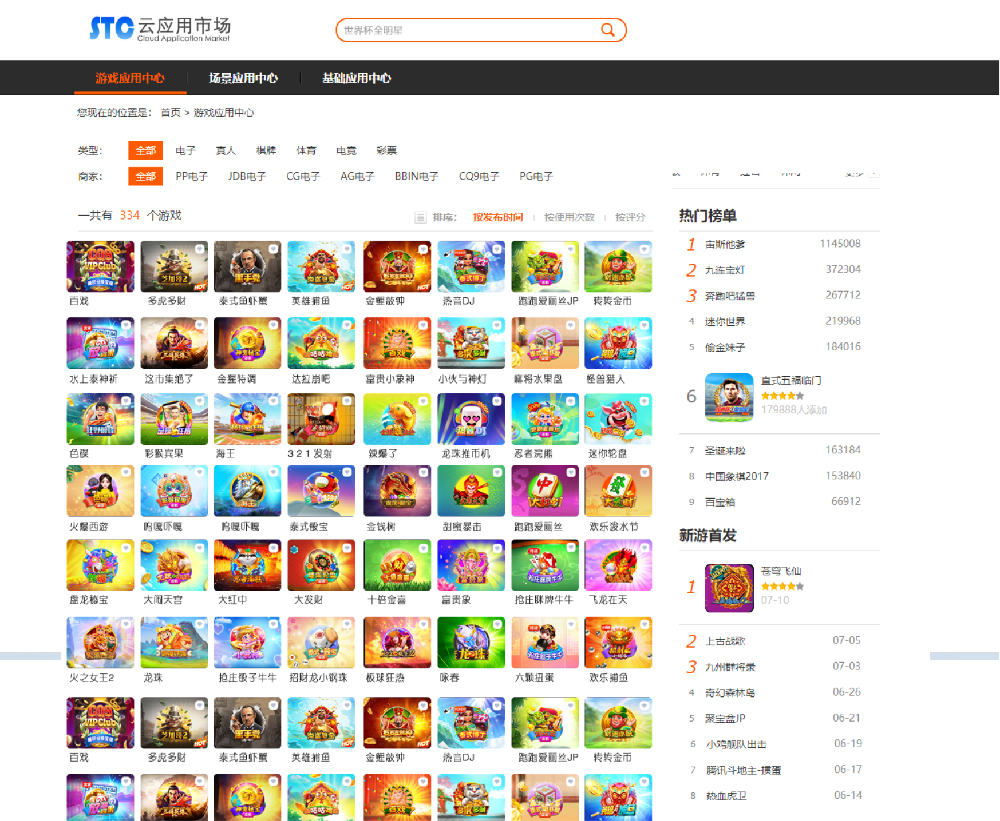 STC 云应用市场
Cloud Application Market
世界杯全明星
游戏应用中心 场景应用中心 基础应用中心
您现在的位置是： 首页 > 游戏应用中心
类型： 全部 电子 真人 棋牌 体育 电竟 彩票
商家： 全部 PP电子 JDB电子 CG电子 AG电子 BBIN电子 CQ9电子 PG电子
一共有 334 个游戏
排序： 按发布时间 按使用次数 按评分
百戏 多虎多财 泰式鱼虾蟹 英雄捕鱼 金鲤敲钟 热音DJ 跑跑爱丽丝JP 转转金币
水上泰神祈 这市集绝了 金猩特调 达拉崩吧 富贵小象神 小伙与神灯 麻将水果盘 怪兽猎人
色碟 彩猴宾果 海王 3 2 1 发射 辣爆了 龙珠推币机 忍者浣熊 迷你轮盘
火爆西游 呜嘎吓嘎 呜嘎吓嘎 泰式骰宝 金钱树 甜蜜暴击 跑跑爱丽丝 欢乐泼水节
盘龙秘宝 大闹天宫 大红中 大发财 十倍金喜 富贵象 抢庄眯牌牛牛 飞龙在天
火之女王2 龙珠 抢庄骰子牛牛 招财龙小钢珠 板球狂热 咏春 六颗扭蛋 欢乐捕鱼
百戏 多虎多财 泰式鱼虾蟹 英雄捕鱼 金鲤敲钟 热音DJ 跑跑爱丽丝JP 转转金币
热门榜单
1 宙斯他爹 1145008
2 九连宝灯 372304
3 奔跑吧猛兽 267712
4 迷你世界 219968
5 偷金妹子 184016
6 直式五福临门
179888人添加
7 圣诞来啦 163184
8 中国象棋2017 153840
9 百宝箱 66912
新游首发
1 苍穹飞仙
07-10
2 上古战歌 07-05
3 九州群将录 07-03
4 奇幻森林岛 06-26
5 聚宝盆JP 06-21
6 小鸡舰队出击 06-19
7 腾讯斗地主-掼蛋 06-17
8 热血虎卫 06-14